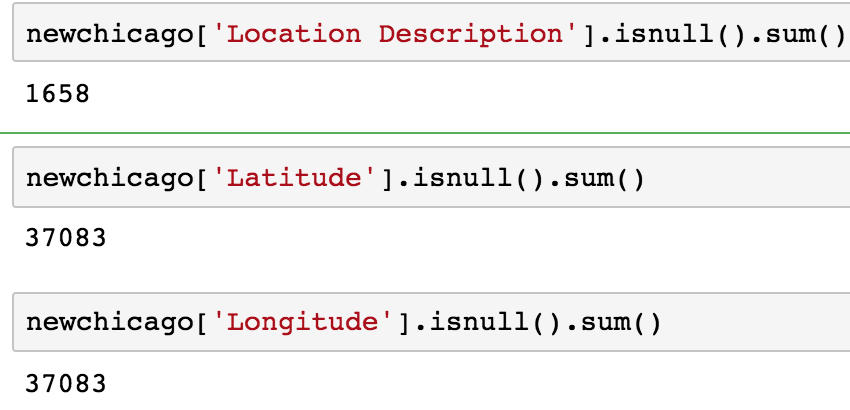 newchicago['Location Description'].isnull().sum()
1658
newchicago['Latitude'].isnull().sum()
37083
newchicago['Longitude'].isnull().sum()
37083